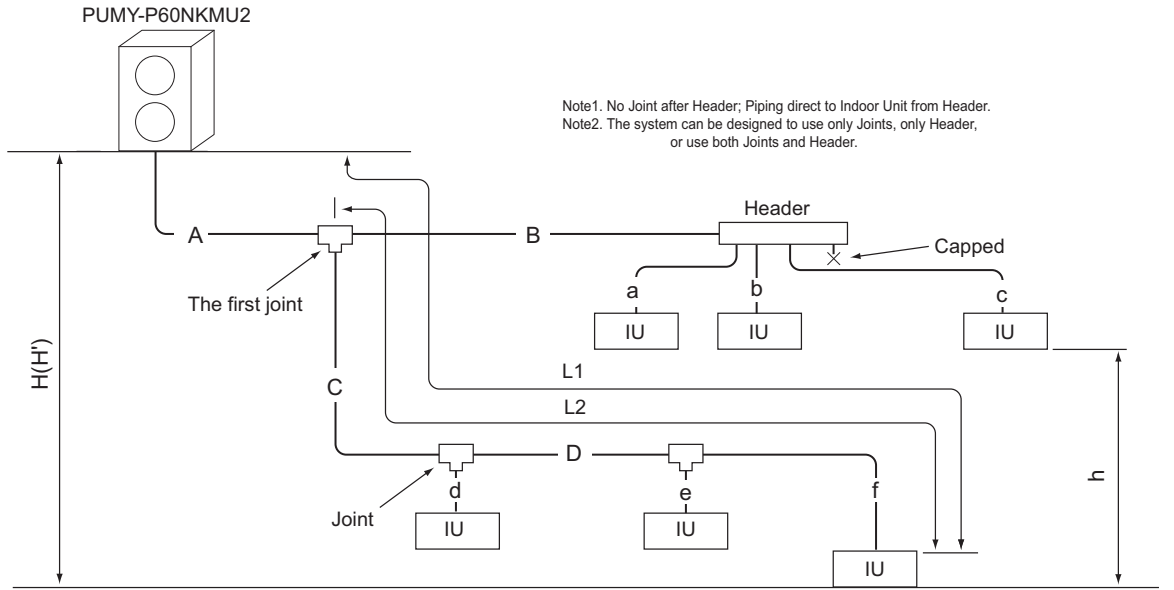 PUMY-P60NKMU2
Note1. No Joint after Header; Piping direct to Indoor Unit from Header.
Note2. The system can be designed to use only Joints, only Header,
or use both Joints and Header.
Header
A
B
Capped
The first joint
a
b
c
IU
IU
IU
H(H')
C
L1
L2
D
h
d
e
f
Joint
IU
IU
IU